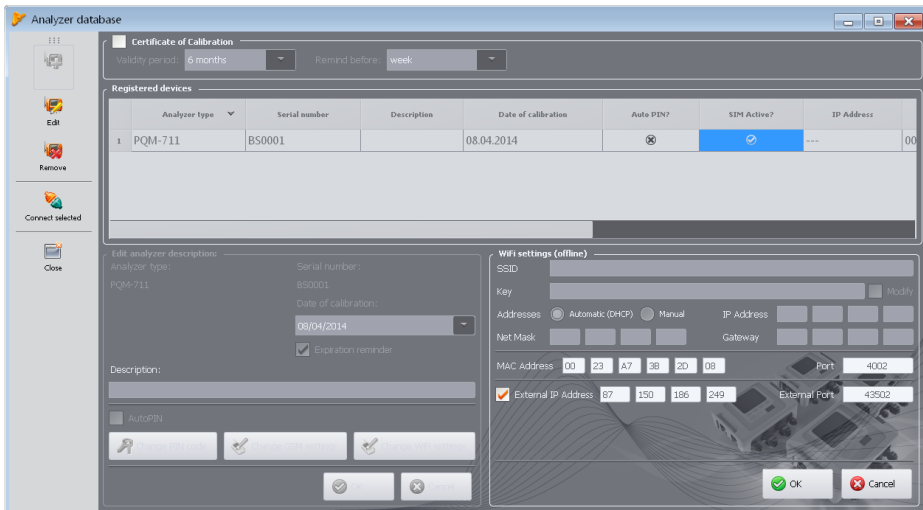 Analyzer database
Certificate of Calibration
Validity period: 6 months Remind before: week
Edit
Remove
Connect selected
Close
Registered devices
Analyzer type Serial number Description Date of calibration Auto PIN? SIM Active? IP Address
1 PQM-711 BS0001 08.04.2014 --- 00
Edit analyzer description:
Analyzer type: Serial number:
PQM-711 BS0001
Date of calibration:
08/04/2014
Expiration reminder
Description:
AutoPIN
WiFi settings (offline)
SSID
Key Modify
Addresses Automatic (DHCP) Manual IP Address
Net Mask Gateway
MAC Address 00 23 A7 3B 2D 08 Port 4002
External IP Address 87 150 186 249 External Port 43502
OK Cancel